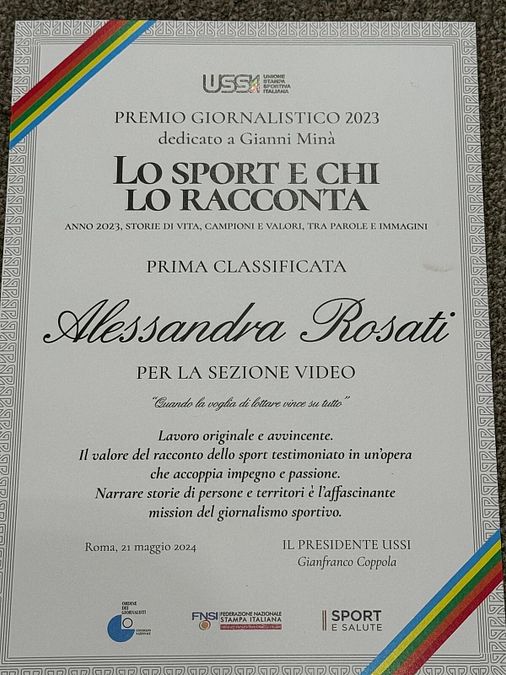 USSI UNIONE
STAMPA
SPORTIVA
ITALIANA
PREMIO GIORNALISTICO 2023
dedicato a Gianni Minà
LO SPORT E CHI
LO RACCONTA
ANNO 2023, STORIE DI VITA, CAMPIONI E VALORI, TRA PAROLE E IMMAGINI
PRIMA CLASSIFICATA
Alessandra Rosati
PER LA SEZIONE VIDEO
"Quando la voglia di lottare vince su tutto"
Lavoro originale e avvincente.
Il valore del racconto dello sport testimoniato in un'opera
che accoppia impegno e passione.
Narrare storie di persone e territori è l'affascinante
mission del giornalismo sportivo.
Roma, 21 maggio 2024
IL PRESIDENTE USSI
Gianfranco Coppola
ORDINE
DEI
GIORNALISTI
FNSI FEDERAZIONE NAZIONALE
STAMPA ITALIANA
SPORT
E SALUTE